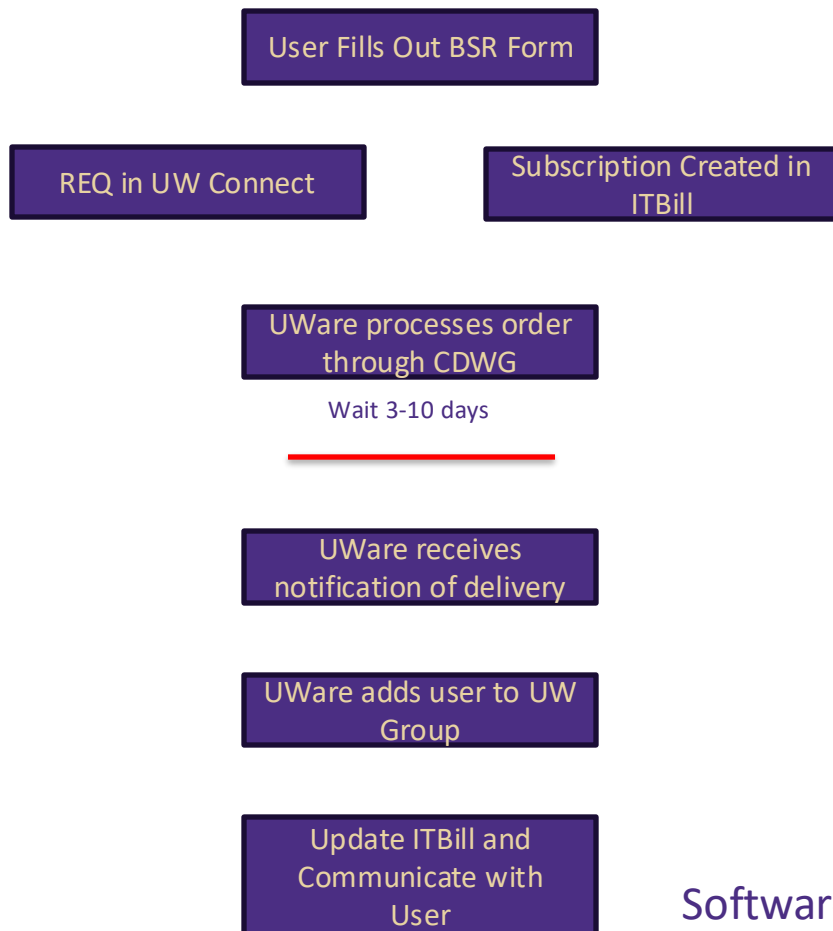 User Fills Out BSR Form
REQ in UW Connect
Subscription Created in
ITBill
UWare processes order
through CDWG
Wait 3-10 days
UWare receives
notification of delivery
UWare adds user to UW
Group
Update ITBill and
Communicate with
User
Softwar